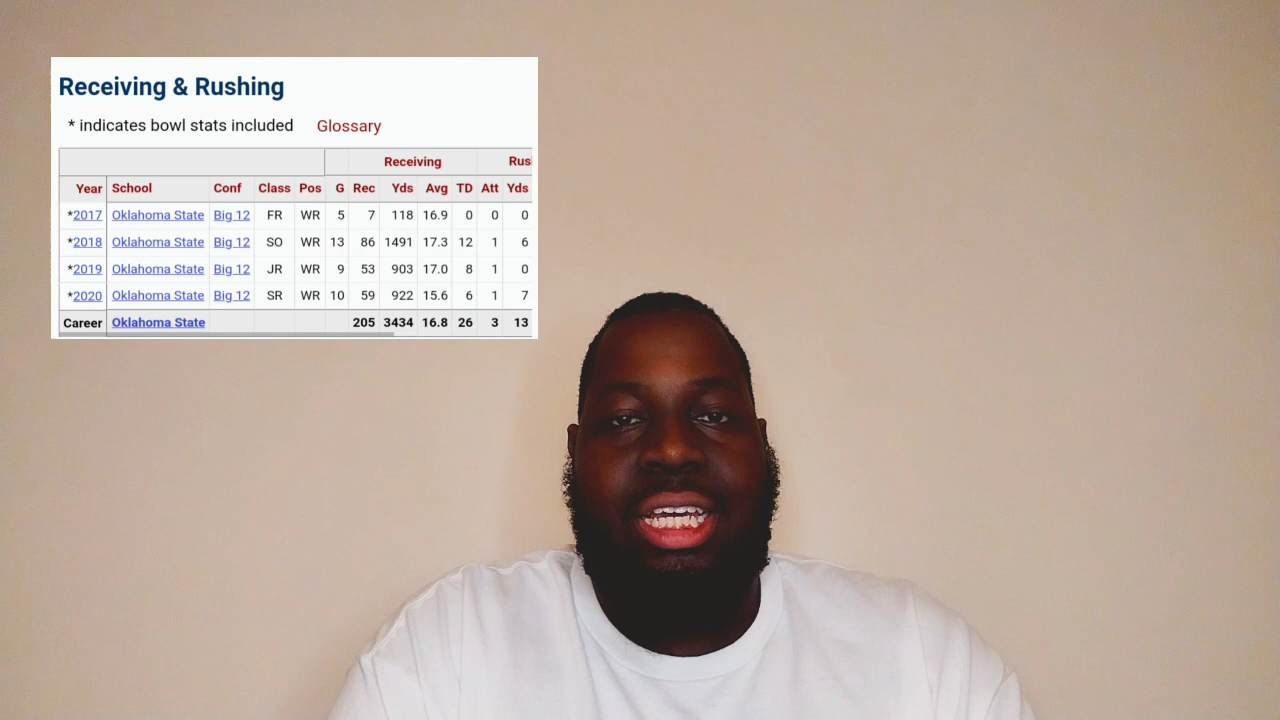 Receiving & Rushing
* indicates bowl stats included Glossary
Receiving Rus
Year School Conf Class Pos G Rec Yds Avg TD Att Yds
*2017 Oklahoma State Big 12 FR WR 5 7 118 16.9 0 0 0
*2018 Oklahoma State Big 12 SO WR 13 86 1491 17.3 12 1 6
*2019 Oklahoma State Big 12 JR WR 9 53 903 17.0 8 1 0
*2020 Oklahoma State Big 12 SR WR 10 59 922 15.6 6 1 7
Career Oklahoma State 205 3434 16.8 26 3 13